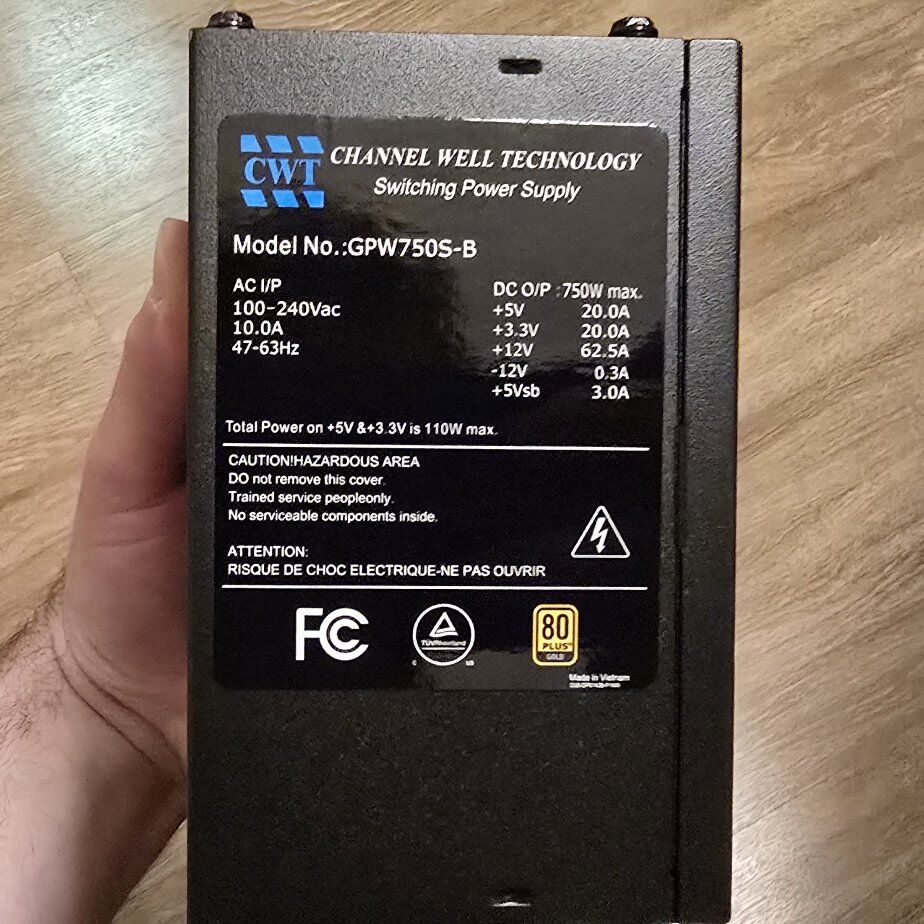 CWT CHANNEL WELL TECHNOLOGY
Switching Power Supply
Model No.:GPW750S-B
AC I/P
100-240Vac
10.0A
47-63Hz
DC O/P :750W max.
+5V 20.0A
+3.3V 20.0A
+12V 62.5A
-12V 0.3A
+5Vsb 3.0A
Total Power on +5V &+3.3V is 110W max.
CAUTION!HAZARDOUS AREA
DO not remove this cover.
Trained service peopleonly.
No serviceable components inside.
ATTENTION:
RISQUE DE CHOC ELECTRIQUE-NE PAS OUVRIR
FC
TÜVRheinland
C US
80
PLUS
GOLD
Made in Vietnam